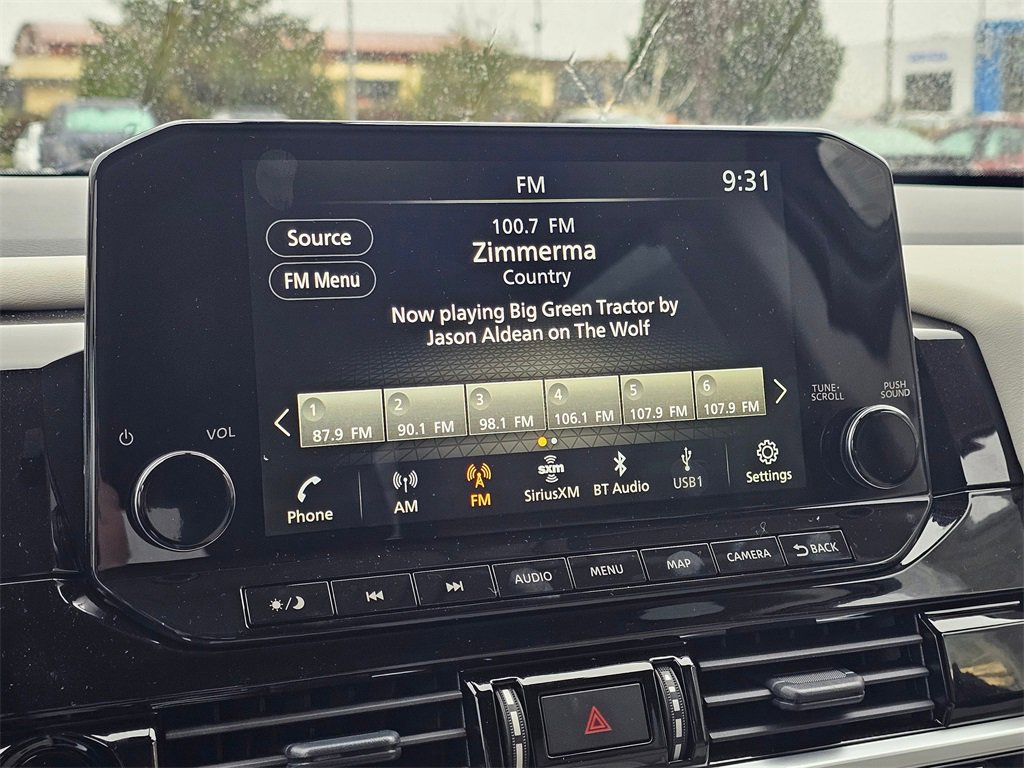 FM
9:31
Source
FM Menu
100.7 FM
Zimmerma
Country
Now playing Big Green Tractor by
Jason Aldean on The Wolf
1
87.9 FM
2
90.1 FM
3
98.1 FM
4
106.1 FM
5
107.9 FM
6
107.9 FM
Phone
AM
FM
sxm
SiriusXM
BT Audio
USB1
Settings
VOL
TUNE•
SCROLL
PUSH
SOUND
AUDIO
MENU
MAP
CAMERA
BACK